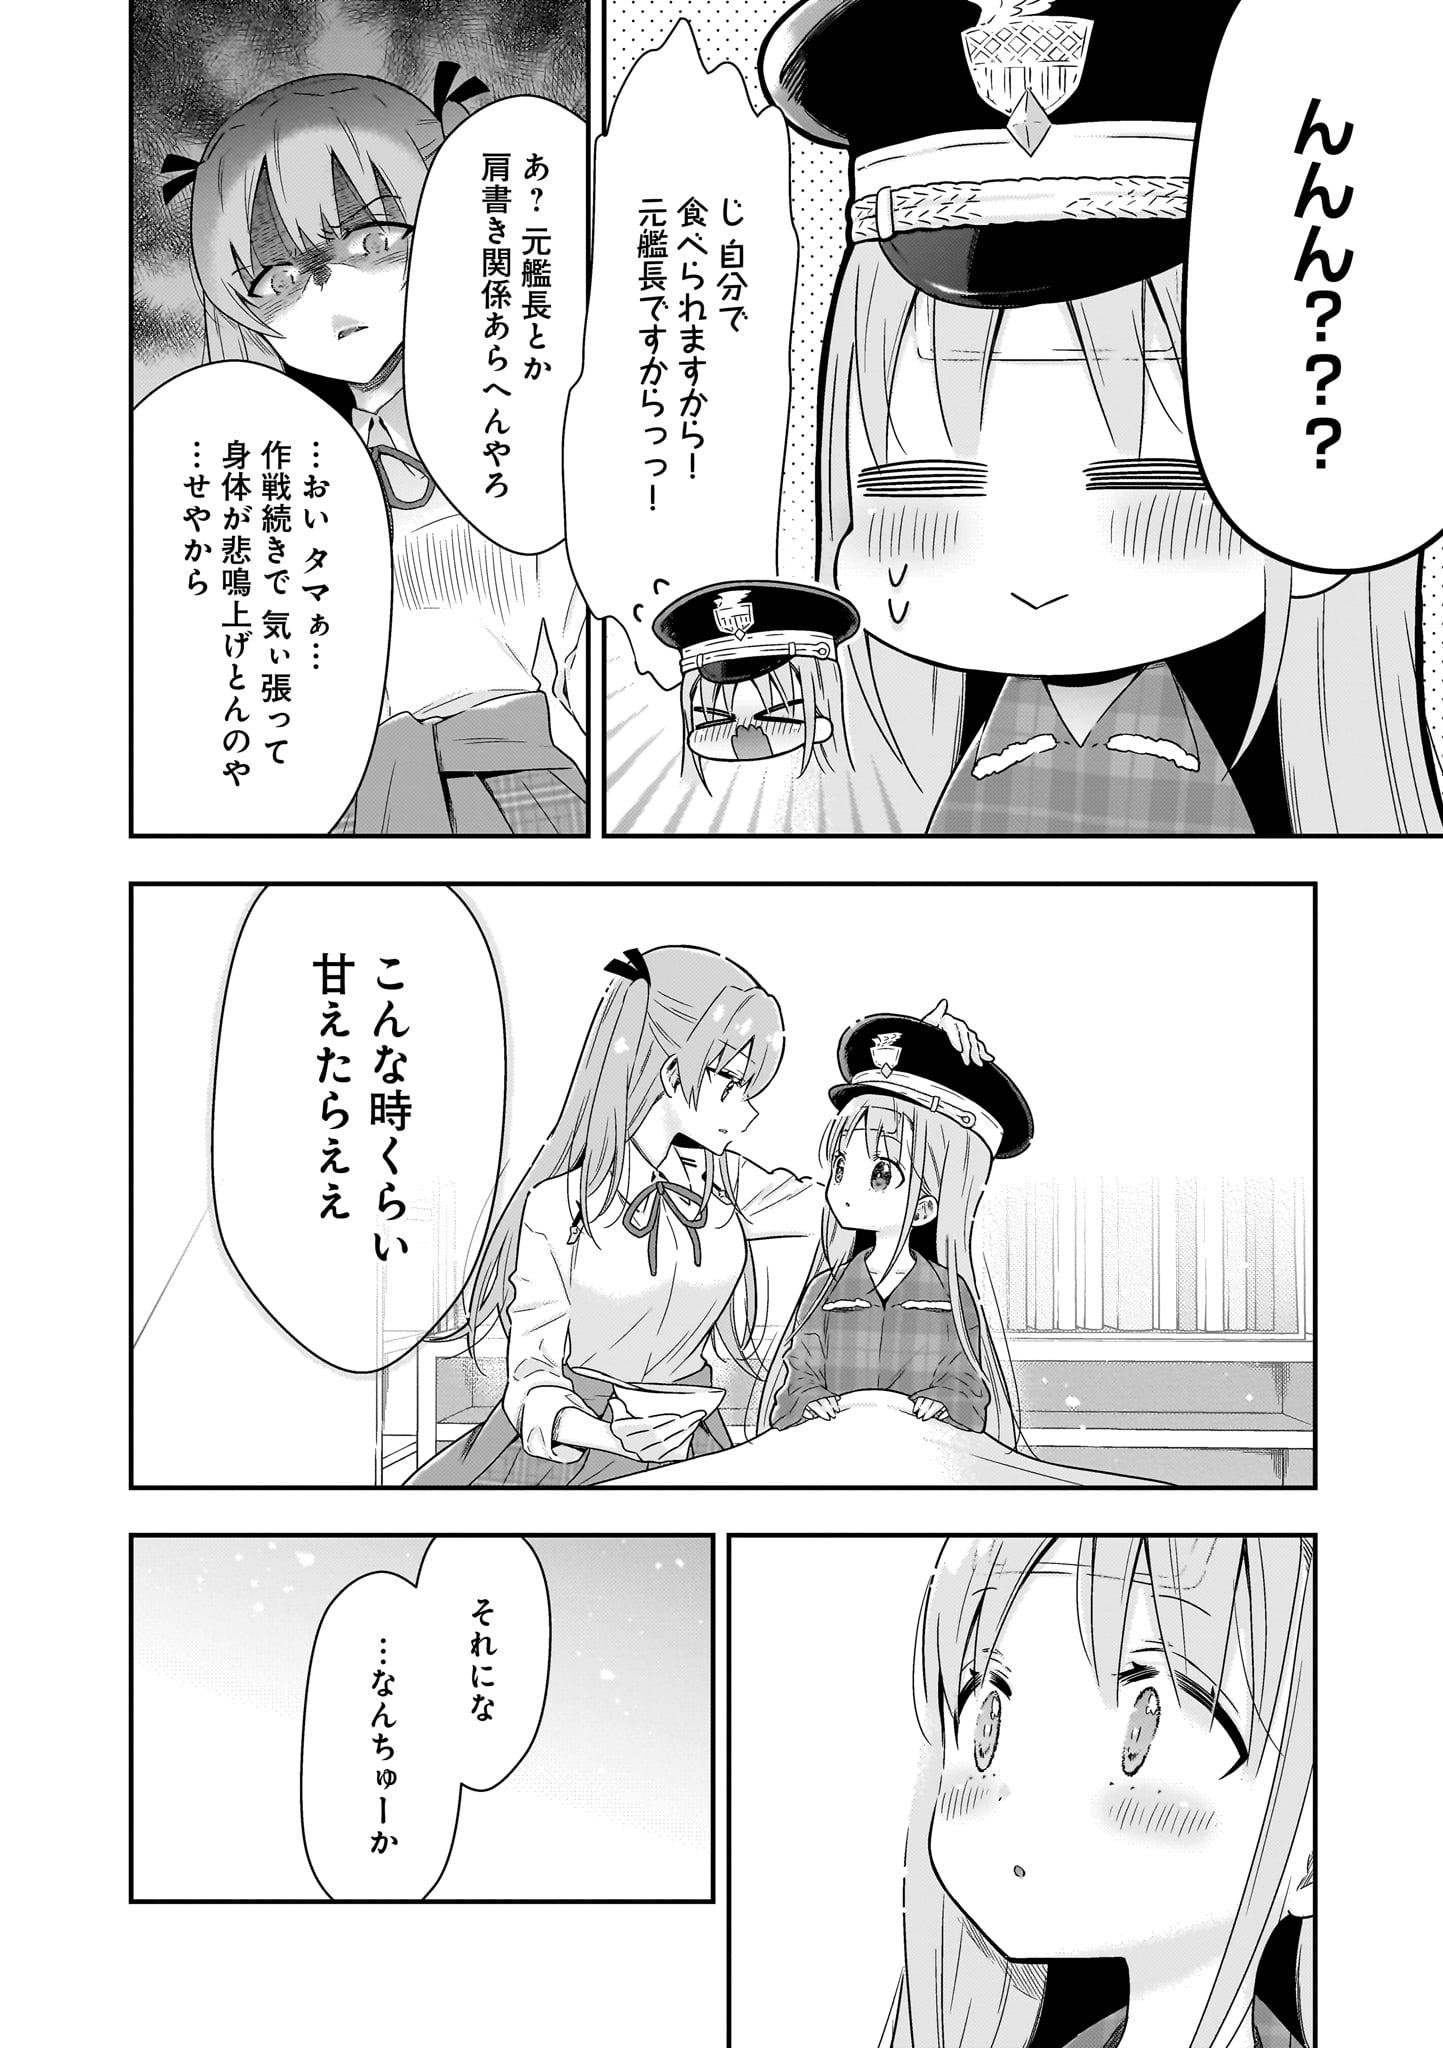 んんん????
じ 自分で
食べられますから!
元艦長ですからっっ!
あ? 元艦長とか
肩書き関係あらへんやろ
…おい タマぁ…
作戦続きで 気ぃ張って
身体が悲鳴上げとんのや
…せやから
こんな時くらい
甘えたらええ
それにな
…なんちゅーか